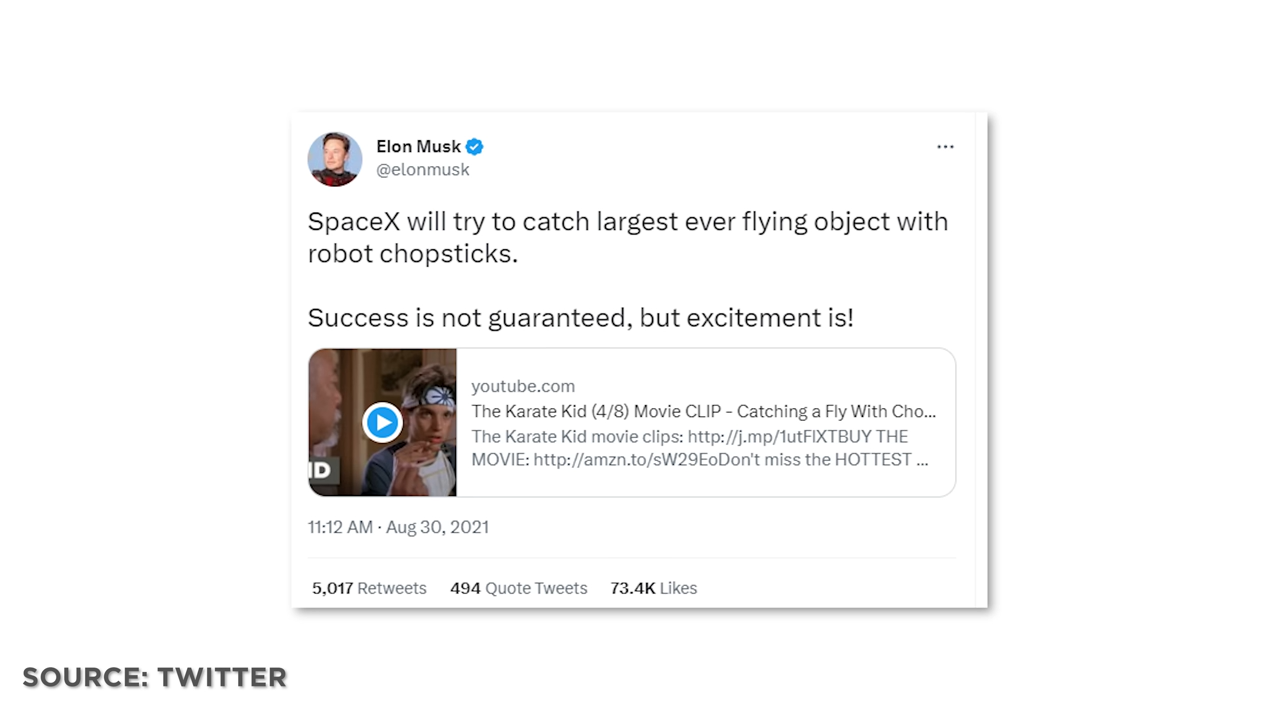 Elon Musk
@elonmusk
SpaceX will try to catch largest ever flying object with
robot chopsticks.
Success is not guaranteed, but excitement is!
youtube.com
The Karate Kid (4/8) Movie CLIP - Catching a Fly With Cho...
The Karate Kid movie clips: http://j.mp/1utFlXTBUY THE
MOVIE: http://amzn.to/sW29EoDon't miss the HOTTEST ...
ID
11:12 AM · Aug 30, 2021
5,017 Retweets 494 Quote Tweets 73.4K Likes
SOURCE: TWITTER